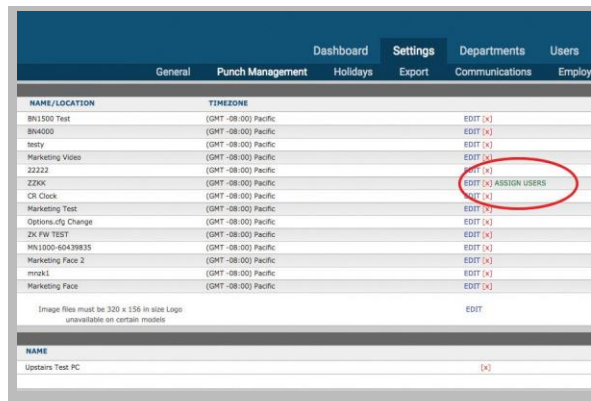 Dashboard Settings Departments Users
General Punch Management Holidays Export Communications Employ
NAME/LOCATION TIMEZONE
BN1500 Test (GMT -08:00) Pacific EDIT [x]
BN4000 (GMT -08:00) Pacific EDIT [x]
testy (GMT -08:00) Pacific EDIT [x]
Marketing Video (GMT -08:00) Pacific EDIT [x]
22222 (GMT -08:00) Pacific EDIT [x]
ZZKK (GMT -08:00) Pacific EDIT [x] ASSIGN USERS
CR Clock (GMT -08:00) Pacific EDIT [x]
Marketing Test (GMT -08:00) Pacific EDIT [x]
Options.cfg Change (GMT -08:00) Pacific EDIT [x]
ZK FW TEST (GMT -08:00) Pacific EDIT [x]
MN1000-60439835 (GMT -08:00) Pacific EDIT [x]
Marketing Face 2 (GMT -08:00) Pacific EDIT [x]
mnzk1 (GMT -08:00) Pacific EDIT [x]
Marketing Face (GMT -08:00) Pacific EDIT [x]
Image files must be 320 x 156 in size Logo EDIT
unavailable on certain models
NAME
Upstairs Test PC [x]